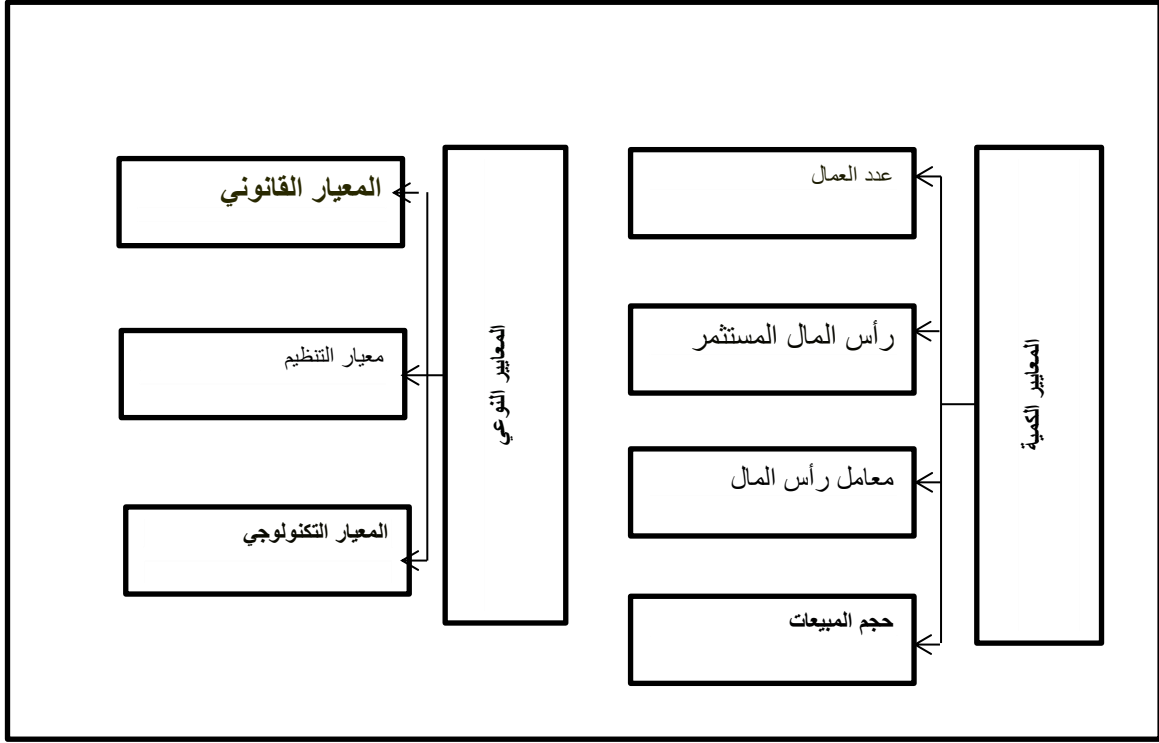 المعايير الكمية
عدد العمال
رأس المال المستثمر
معامل رأس المال
حجم المبيعات
المعايير النوعي
المعيار القانوني
معيار التنظيم
المعيار التكنولوجي